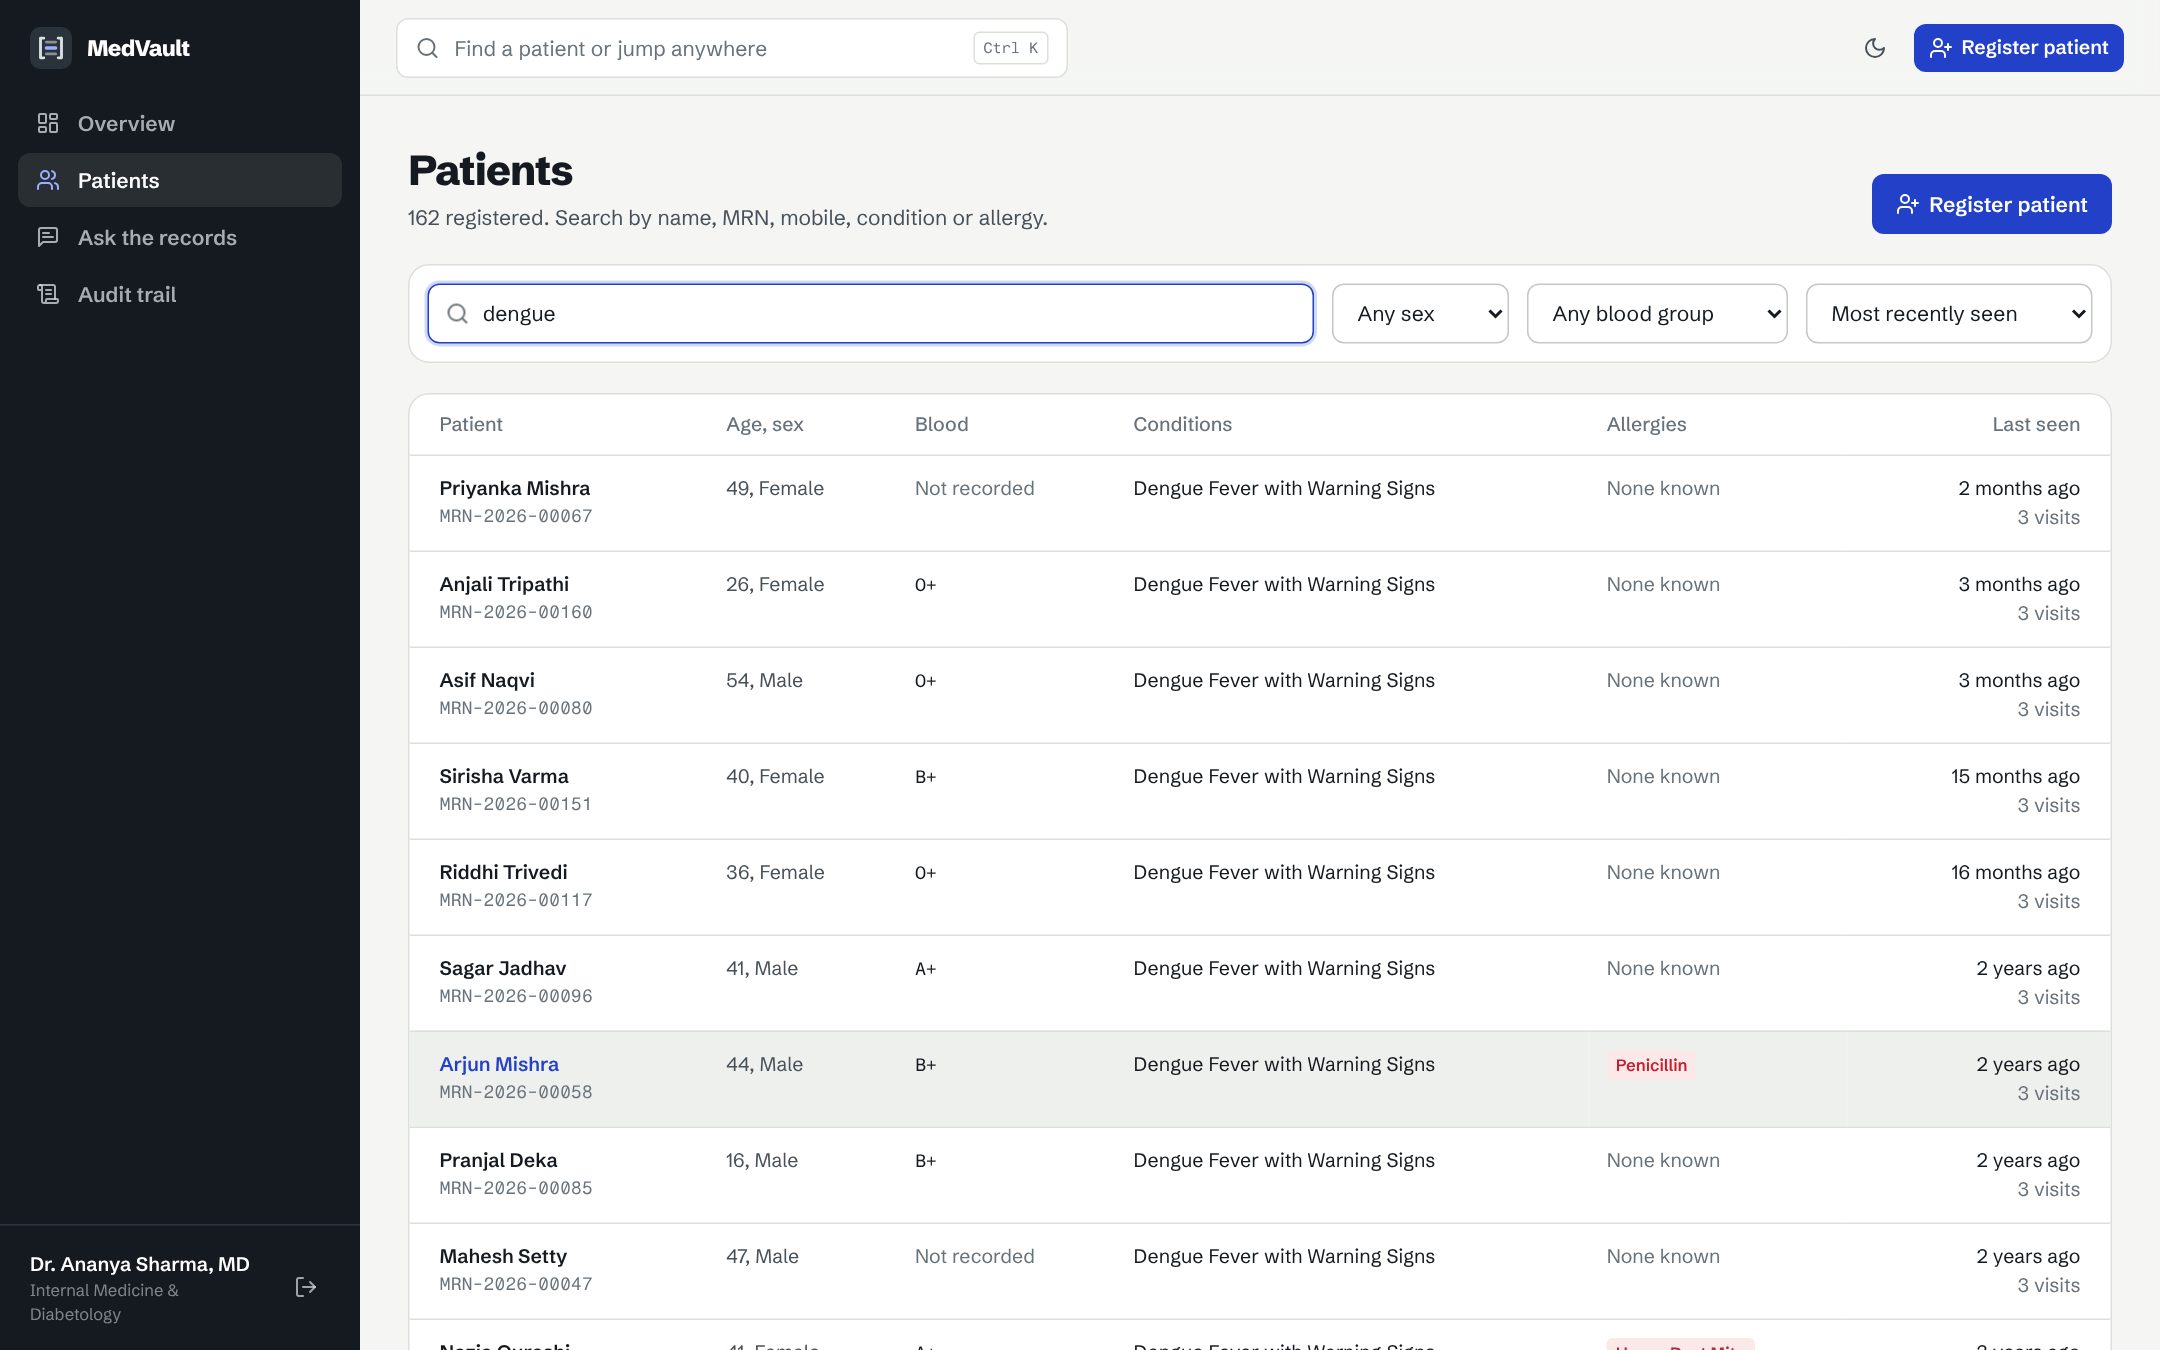 MedVault
Overview
Patients
Ask the records
Audit trail
Dr. Ananya Sharma, MD
Internal Medicine &
Diabetology
Find a patient or jump anywhere
Ctrl K
Register patient
Patients
162 registered. Search by name, MRN, mobile, condition or allergy.
Register patient
dengue
Any sex
Any blood group
Most recently seen
Patient Age, sex Blood Conditions Allergies Last seen
Priyanka Mishra 49, Female Not recorded Dengue Fever with Warning Signs None known 2 months ago
MRN-2026-00067 3 visits
Anjali Tripathi 26, Female O+ Dengue Fever with Warning Signs None known 3 months ago
MRN-2026-00160 3 visits
Asif Naqvi 54, Male O+ Dengue Fever with Warning Signs None known 3 months ago
MRN-2026-00080 3 visits
Sirisha Varma 40, Female B+ Dengue Fever with Warning Signs None known 15 months ago
MRN-2026-00151 3 visits
Riddhi Trivedi 36, Female O+ Dengue Fever with Warning Signs None known 16 months ago
MRN-2026-00117 3 visits
Sagar Jadhav 41, Male A+ Dengue Fever with Warning Signs None known 2 years ago
MRN-2026-00096 3 visits
Arjun Mishra 44, Male B+ Dengue Fever with Warning Signs Penicillin 2 years ago
MRN-2026-00058 3 visits
Pranjal Deka 16, Male B+ Dengue Fever with Warning Signs None known 2 years ago
MRN-2026-00085 3 visits
Mahesh Setty 47, Male Not recorded Dengue Fever with Warning Signs None known 2 years ago
MRN-2026-00047 3 visits
Dengue Fever with Warning Signs